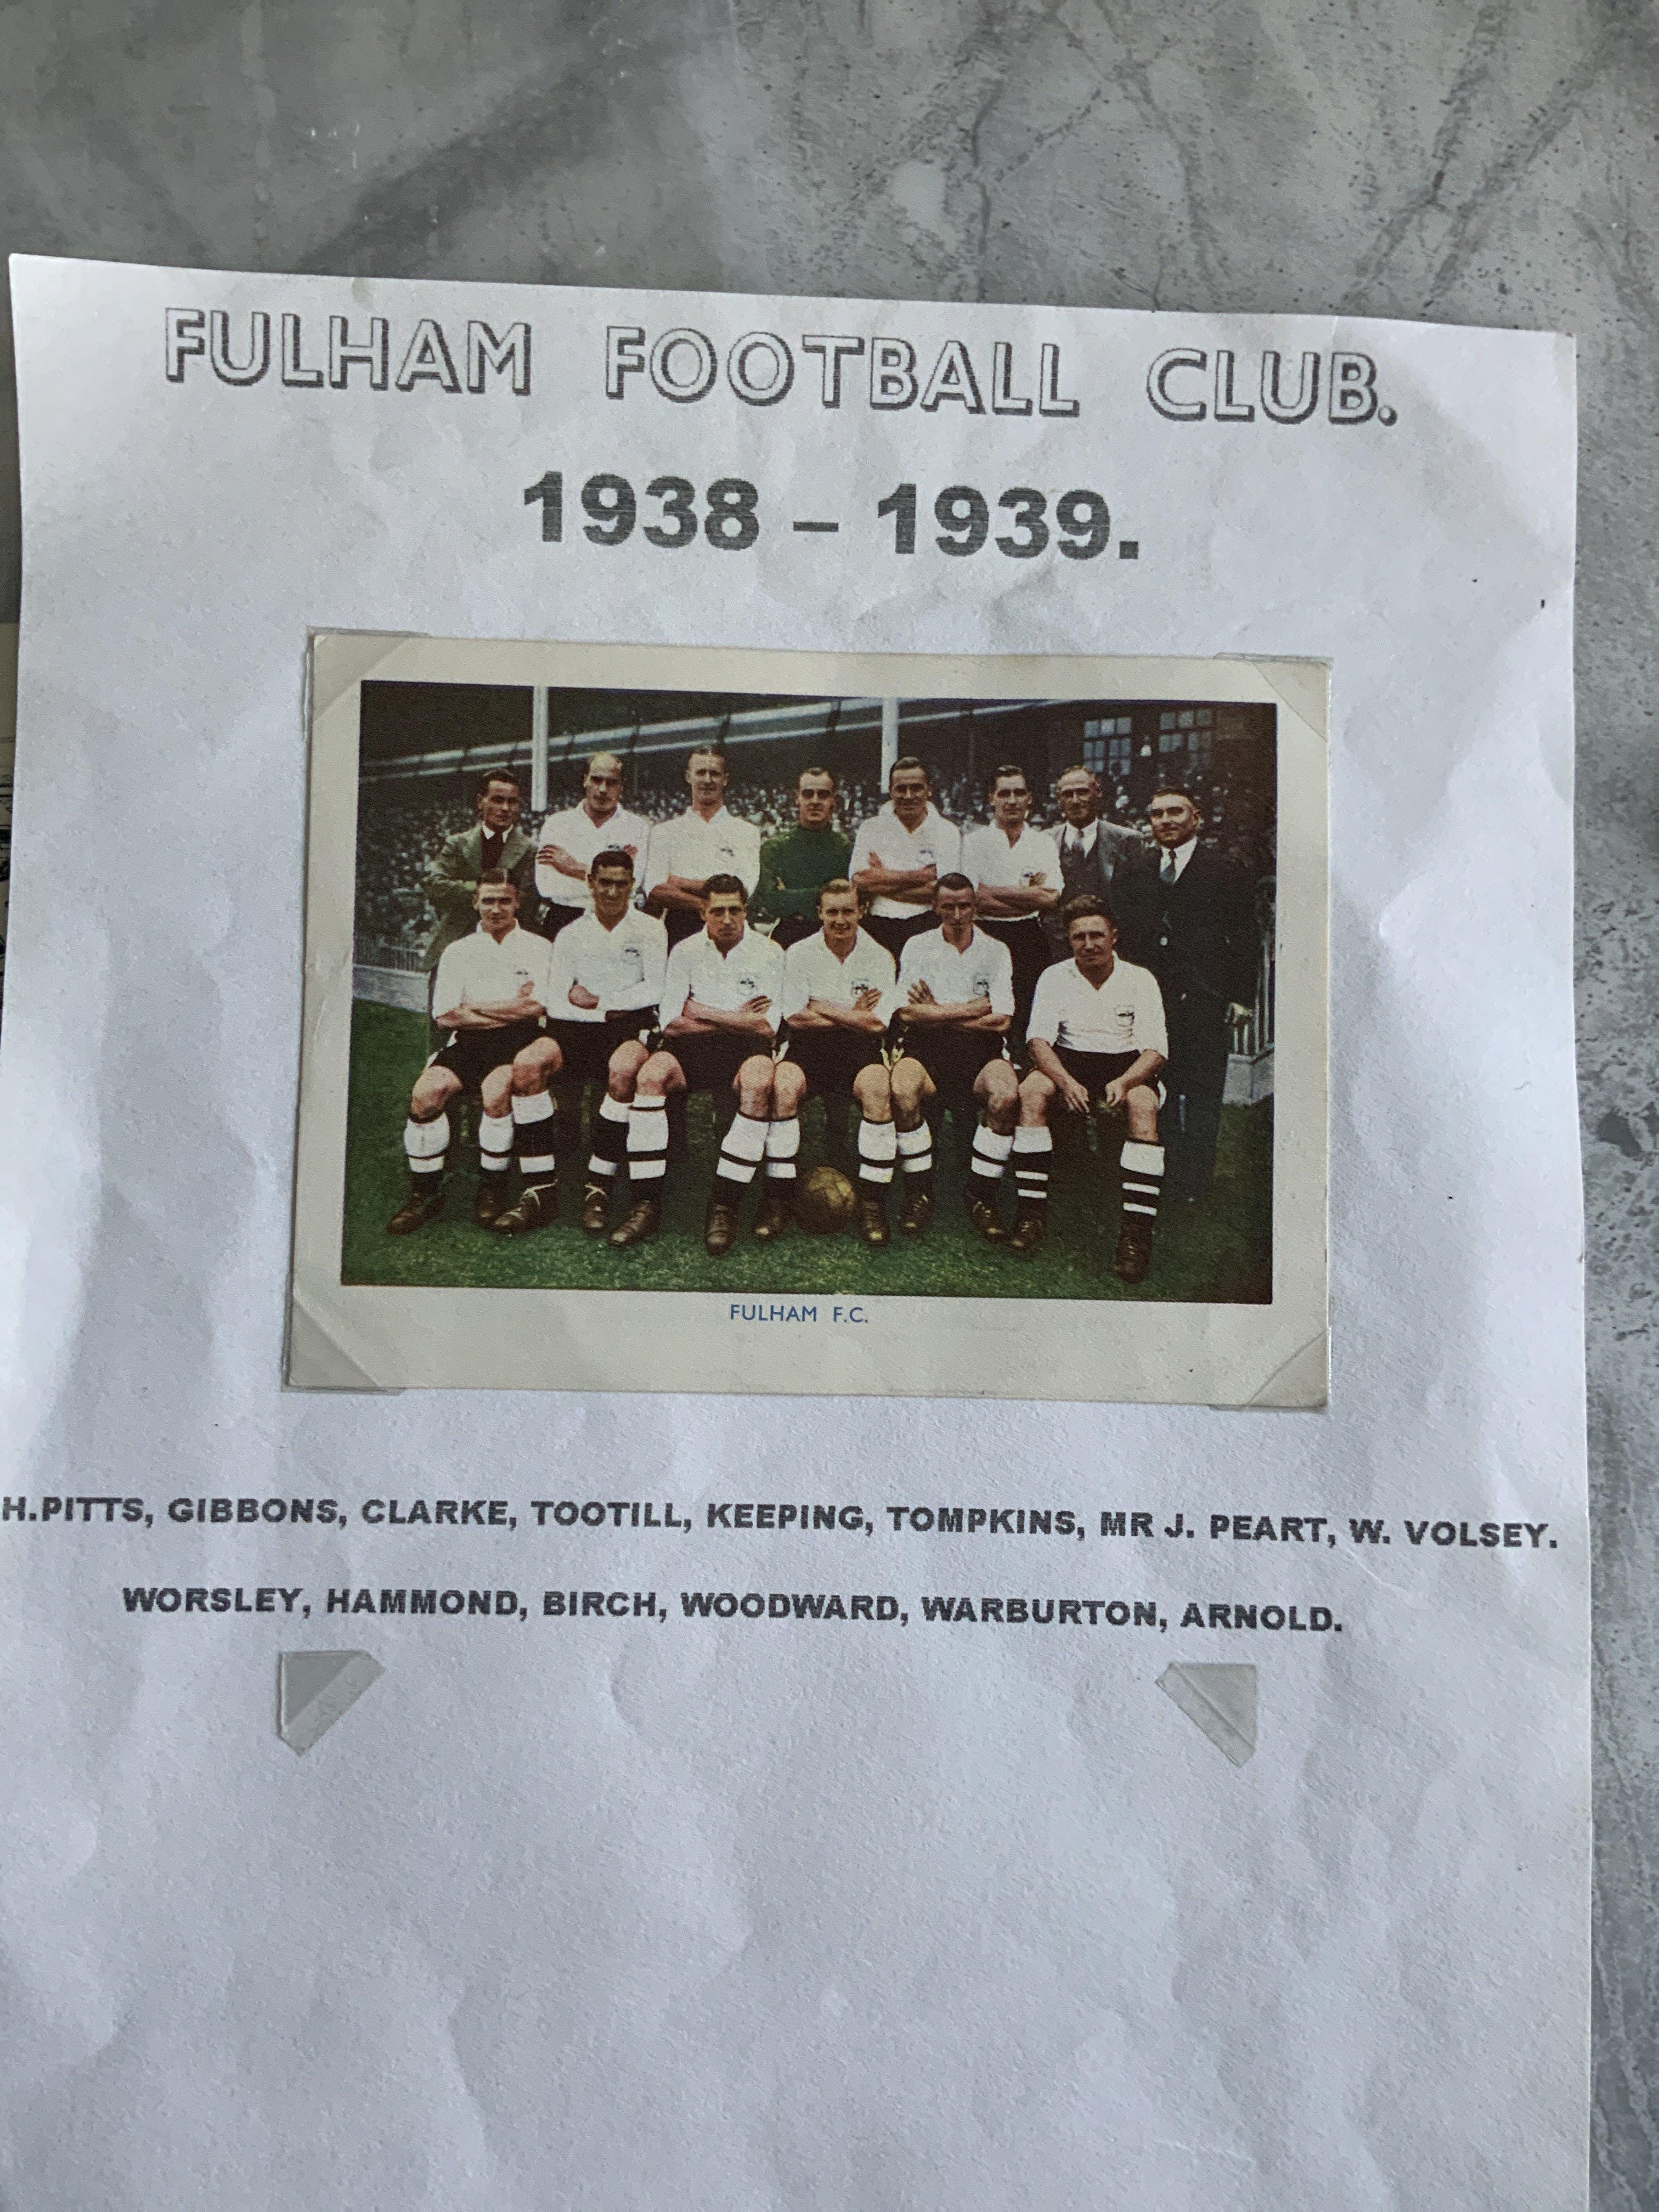 FULHAM FOOTBALL CLUB.
1938 – 1939.
FULHAM F.C.
H.PITTS, GIBBONS, CLARKE, TOOTILL, KEEPING, TOMPKINS, MR J. PEART, W. VOLSEY.
WORSLEY, HAMMOND, BIRCH, WOODWARD, WARBURTON, ARNOLD.